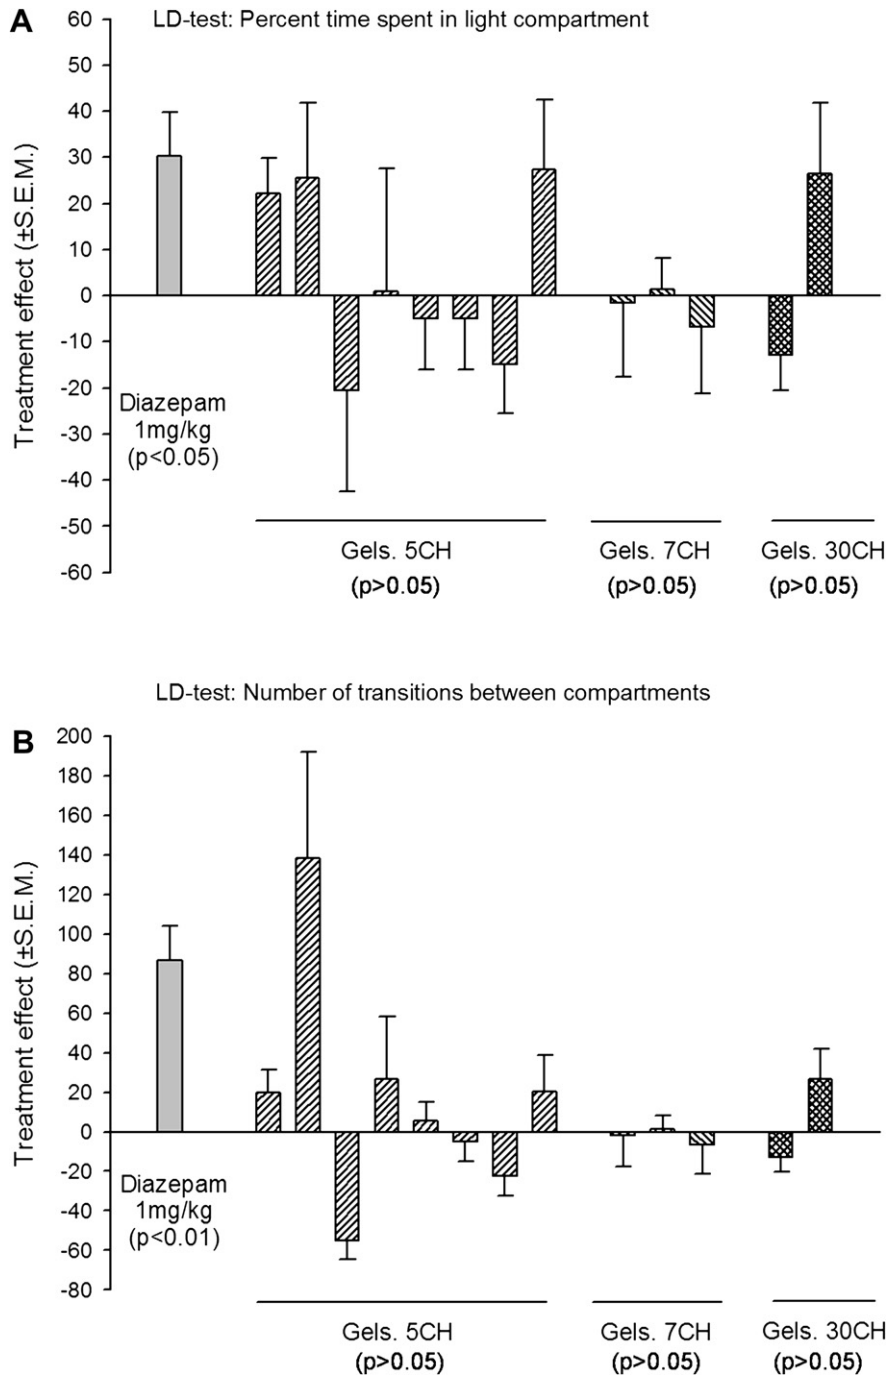 A
LD-test: Percent time spent in light compartment
Treatment effect (±S.E.M.)
60
50
40
30
20
10
0
-10
-20
-30
-40
-50
-60
Diazepam
1mg/kg
(p<0.05)
Gels. 5CH
(p>0.05)
Gels. 7CH
(p>0.05)
Gels. 30CH
(p>0.05)
LD-test: Number of transitions between compartments
B
Treatment effect (±S.E.M.)
200
180
160
140
120
100
80
60
40
20
0
-20
-40
-60
-80
Diazepam
1mg/kg
(p<0.01)
Gels. 5CH
(p>0.05)
Gels. 7CH
(p>0.05)
Gels. 30CH
(p>0.05)